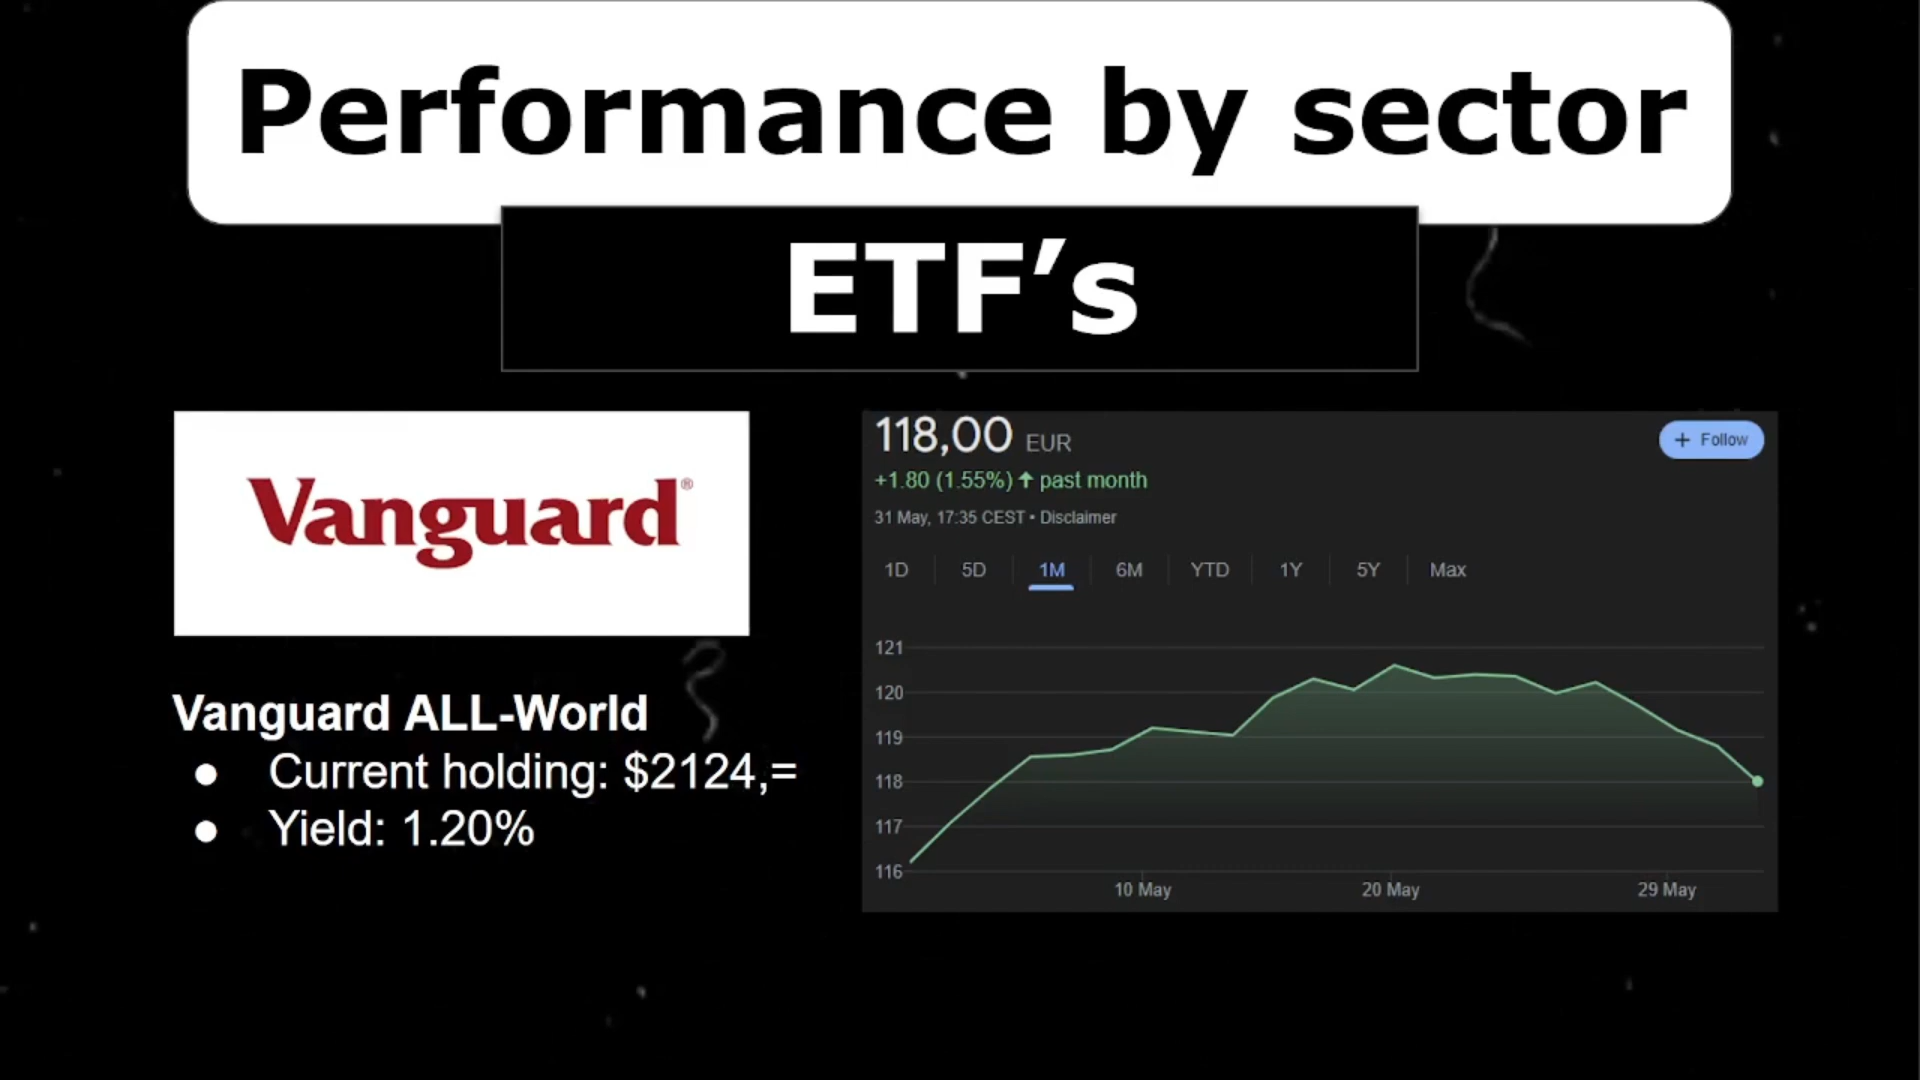 Performance by sector
ETF’s
Vanguard®
Vanguard ALL-World
● Current holding: $2124,=
● Yield: 1.20%
118,00 EUR
+ Follow
+1.80 (1.55%) ↑ past month
31 May, 17:35 CEST • Disclaimer
1D 5D 1M 6M YTD 1Y 5Y Max
121
120
119
118
117
116
10 May 20 May 29 May